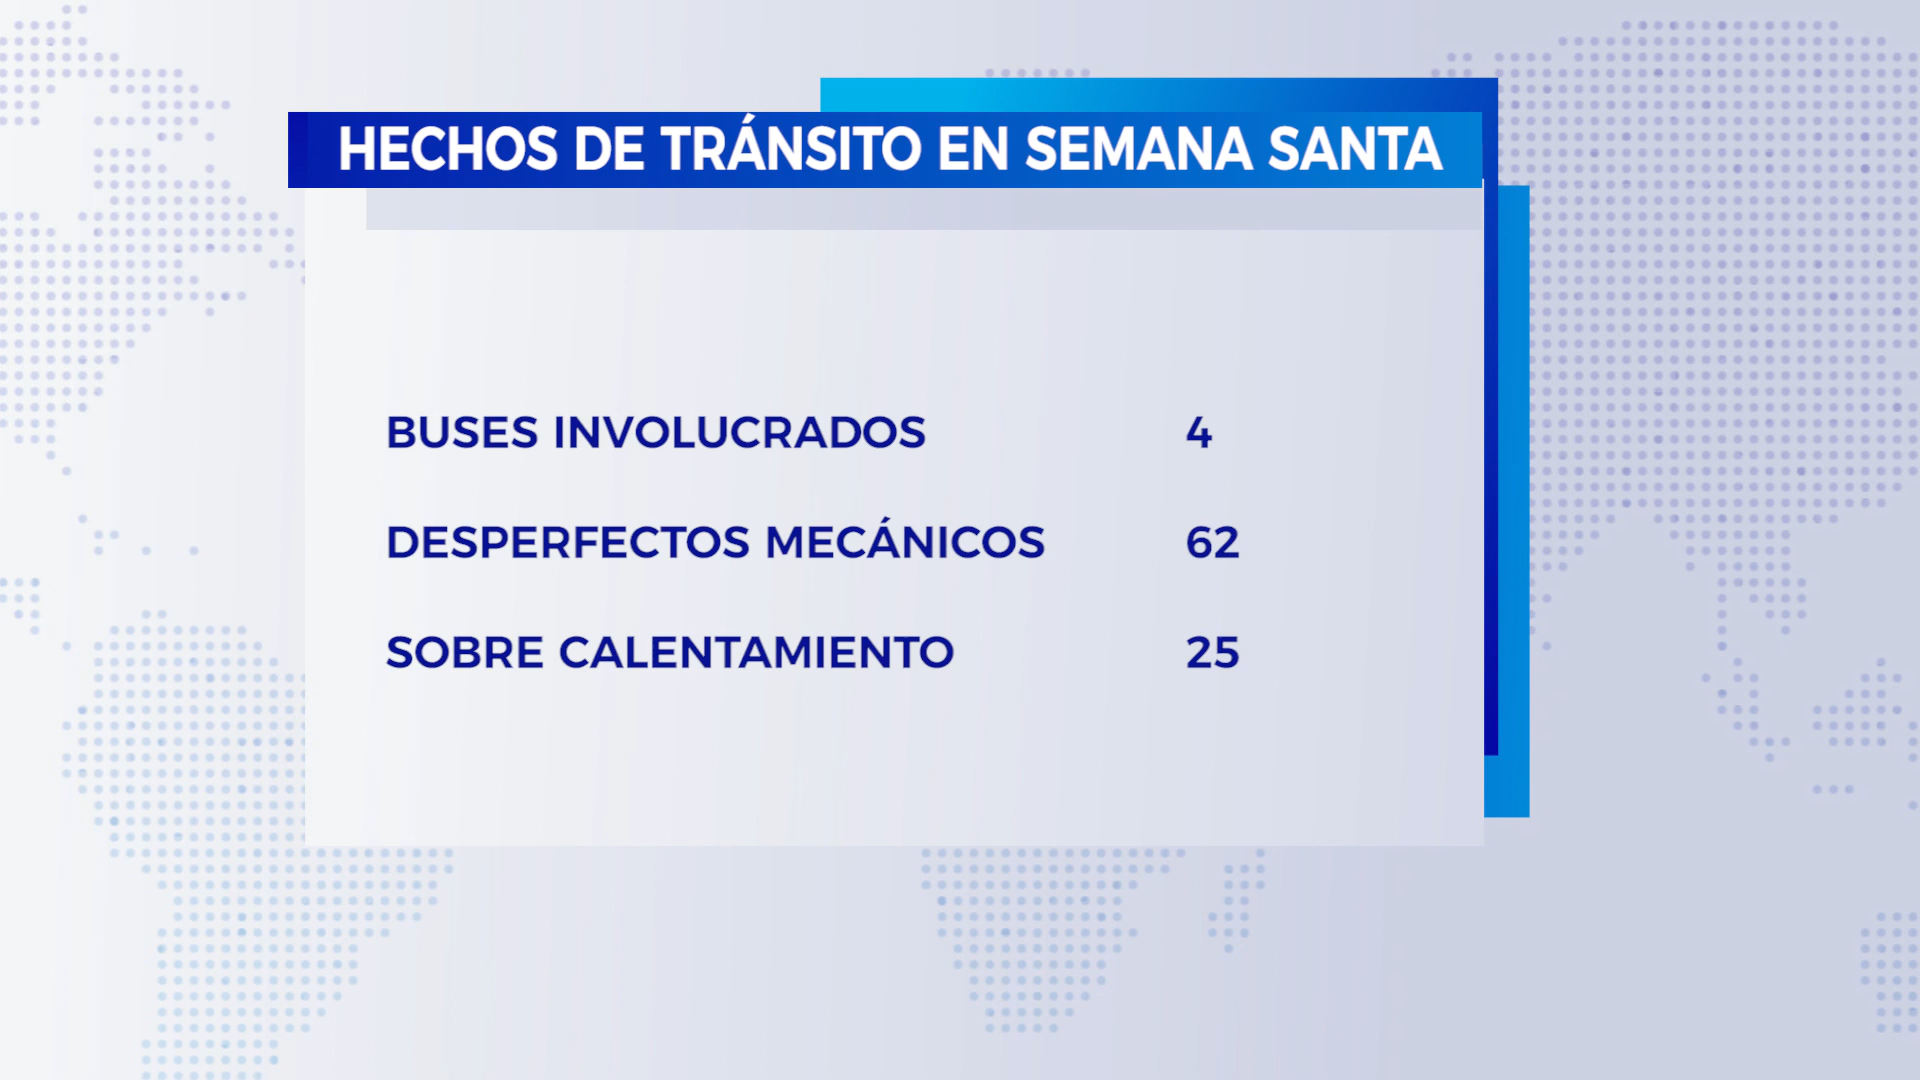 HECHOS DE TRÁNSITO EN SEMANA SANTA
BUSES INVOLUCRADOS 4
DESPERFECTOS MECÁNICOS 62
SOBRE CALENTAMIENTO 25